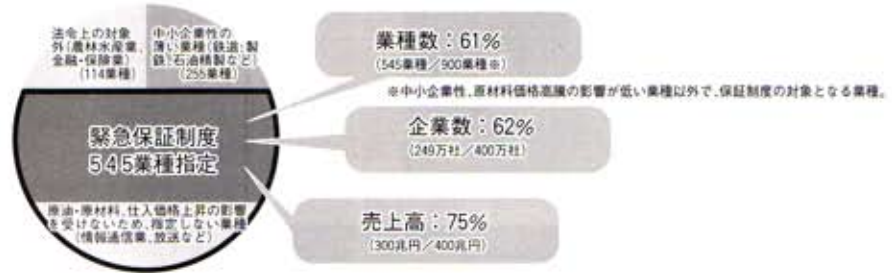 法令上の対象
外(農林水産業、
金融・保険業)
(114業種)
中小企業性の
薄い業種(鉄道・製
鉄・石油精製など)
(255業種)
緊急保証制度
545業種指定
原油・原材料、仕入価格上昇の影響
を受けないため、指定しない業種
(情報通信業、放送など)
業種数:61%
(545業種/900業種※)
※中小企業性、原材料価格高騰の影響が低い業種以外で、保証制度の対象となる業種。
企業数:62%
(249万社/400万社)
売上高:75%
(300兆円/400兆円)